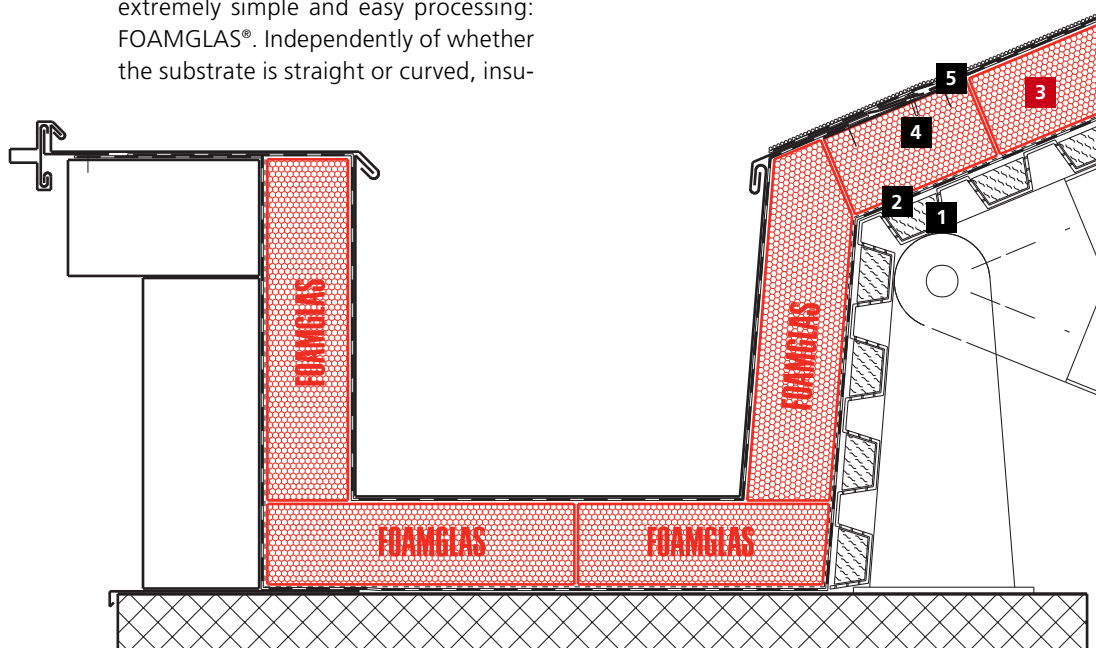 extremely simple and easy processing:
FOAMGLAS®. Independently of whether
the substrate is straight or curved, insu-
5
3
4
2
1
FOAMGLAS
FOAMGLAS
FOAMGLAS
FOAMGLAS